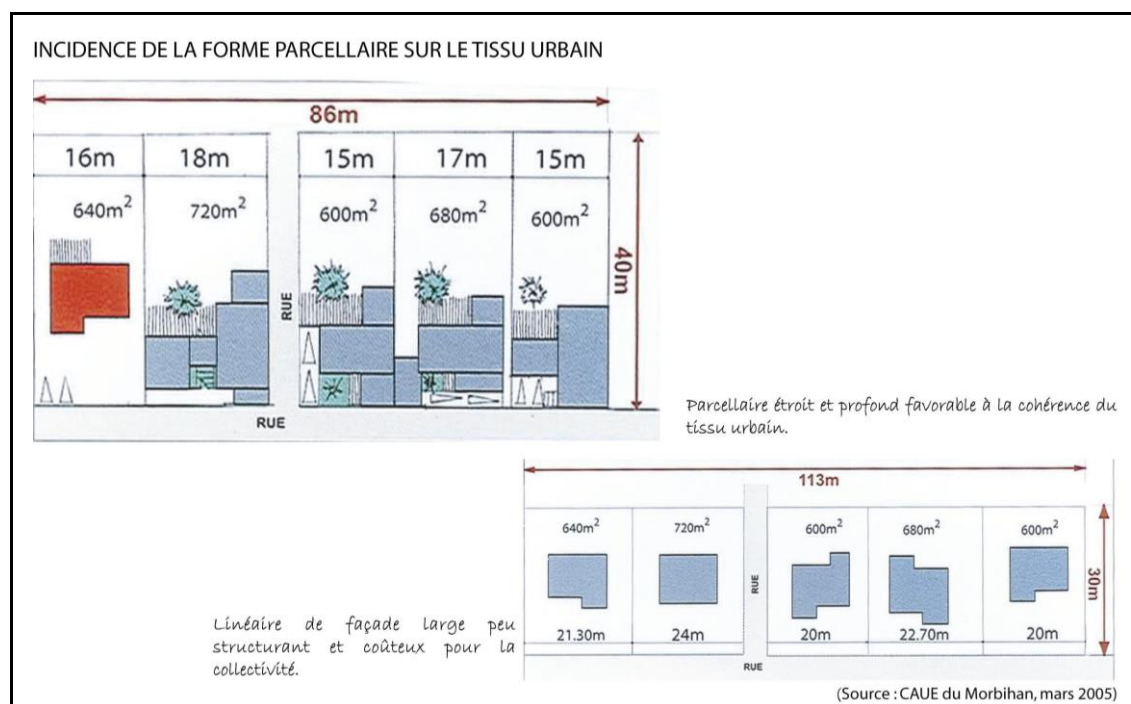 INCIDENCE DE LA FORME PARCELLAIRE SUR LE TISSU URBAIN
86m
16m 18m 15m 17m 15m
640m² 720m² 600m² 680m² 600m²
40m
RUE
RUE
Parcellaire étroit et profond favorable à la cohérence du
tissu urbain.
113m
640m² 720m² 600m² 680m² 600m²
30m
RUE
21.30m 24m 20m 22.70m 20m
RUE
Linéaire de façade large peu
structurant et coûteux pour la
collectivité.
(Source : CAUE du Morbihan, mars 2005)